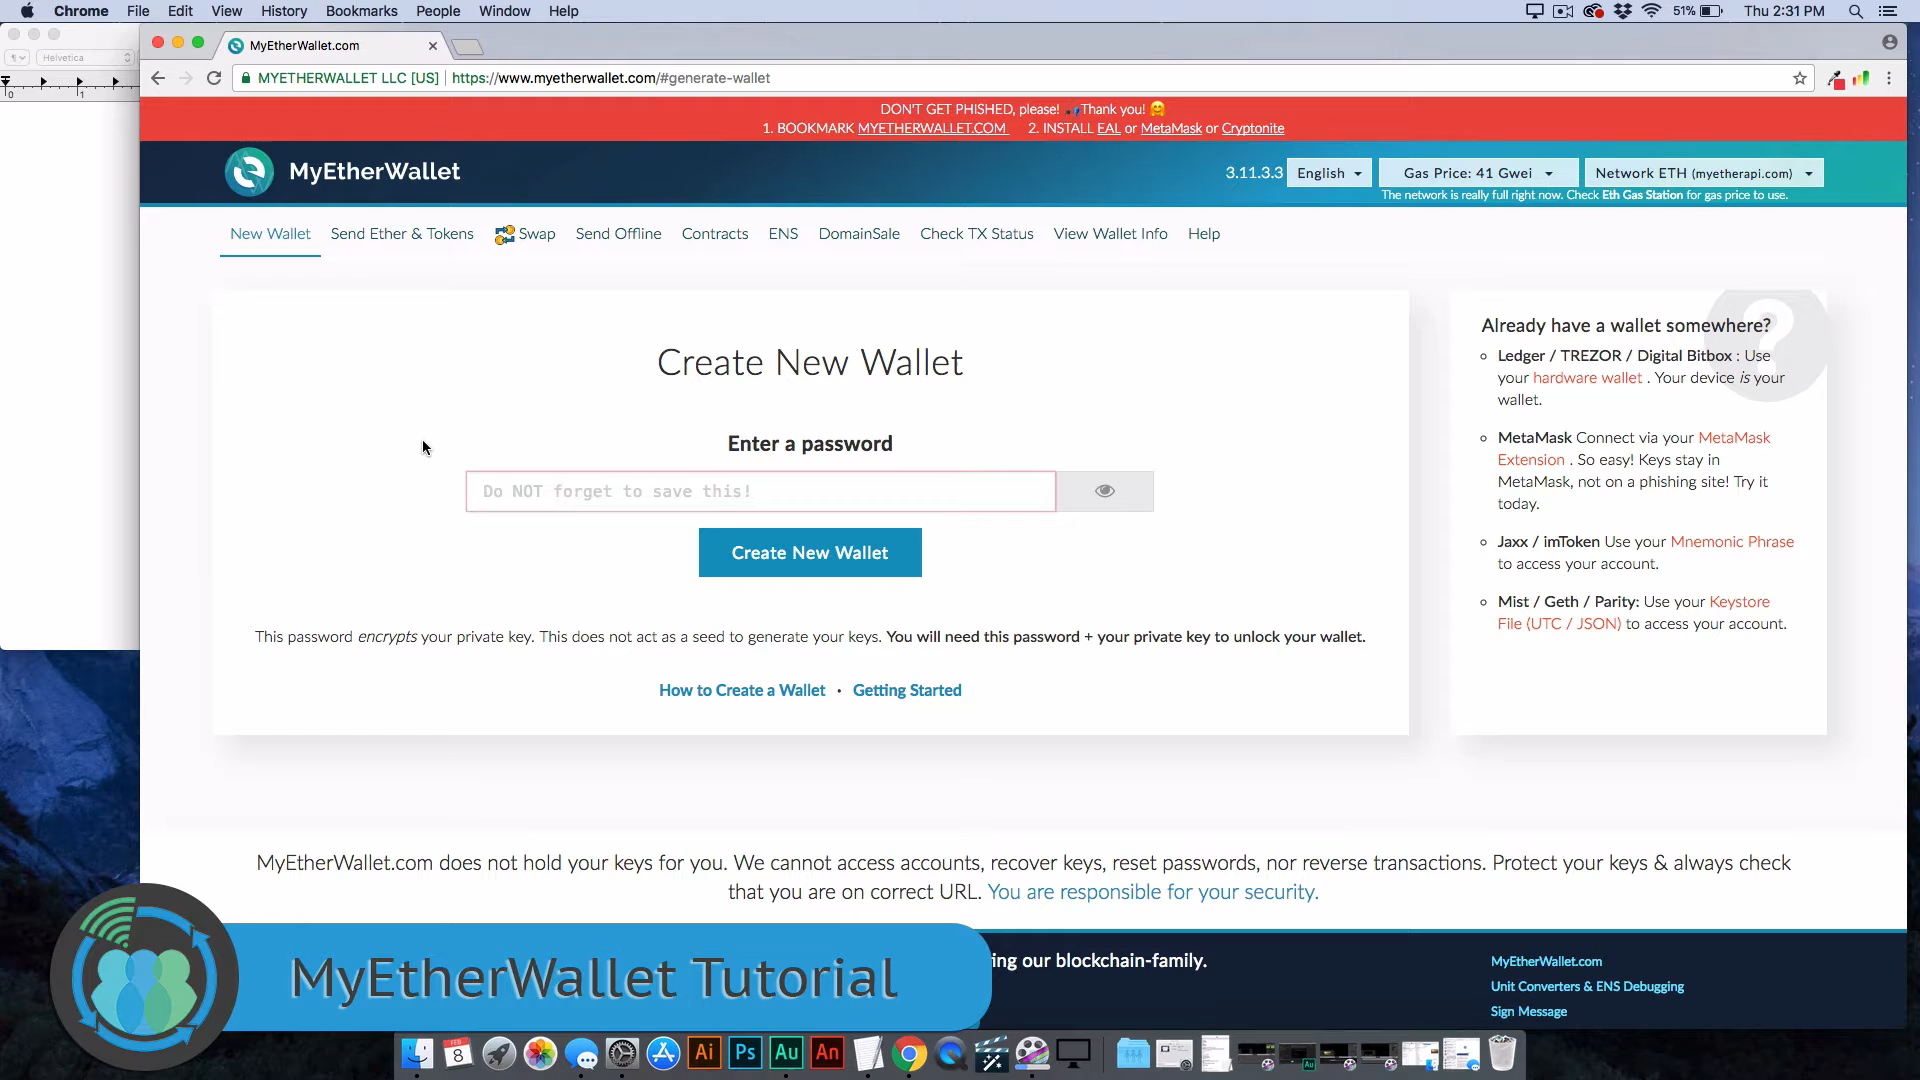 Chrome File Edit View History Bookmarks People Window Help
51% Thu 2:31 PM
Helvetica
0 1
MyEtherWallet.com
MYETHERWALLET LLC [US] https://www.myetherwallet.com/#generate-wallet
DON'T GET PHISHED, please! Thank you!
1. BOOKMARK MYETHERWALLET.COM 2. INSTALL EAL or MetaMask or Cryptonite
MyEtherWallet
3.11.3.3 English Gas Price: 41 Gwei Network ETH (myetherapi.com)
The network is really full right now. Check Eth Gas Station for gas price to use.
New Wallet Send Ether & Tokens Swap Send Offline Contracts ENS DomainSale Check TX Status View Wallet Info Help
Create New Wallet
Enter a password
Do NOT forget to save this!
Create New Wallet
This password encrypts your private key. This does not act as a seed to generate your keys. You will need this password + your private key to unlock your wallet.
How to Create a Wallet • Getting Started
?
Already have a wallet somewhere?
Ledger / TREZOR / Digital Bitbox : Use
your hardware wallet . Your device is your
wallet.
MetaMask Connect via your MetaMask
Extension . So easy! Keys stay in
MetaMask, not on a phishing site! Try it
today.
Jaxx / imToken Use your Mnemonic Phrase
to access your account.
Mist / Geth / Parity: Use your Keystore
File (UTC / JSON) to access your account.
MyEtherWallet.com does not hold your keys for you. We cannot access accounts, recover keys, reset passwords, nor reverse transactions. Protect your keys & always check
that you are on correct URL. You are responsible for your security.
ing our blockchain-family.
MyEtherWallet.com
Unit Converters & ENS Debugging
Sign Message
MyEtherWallet Tutorial
FEB
8
Ai Ps Au An